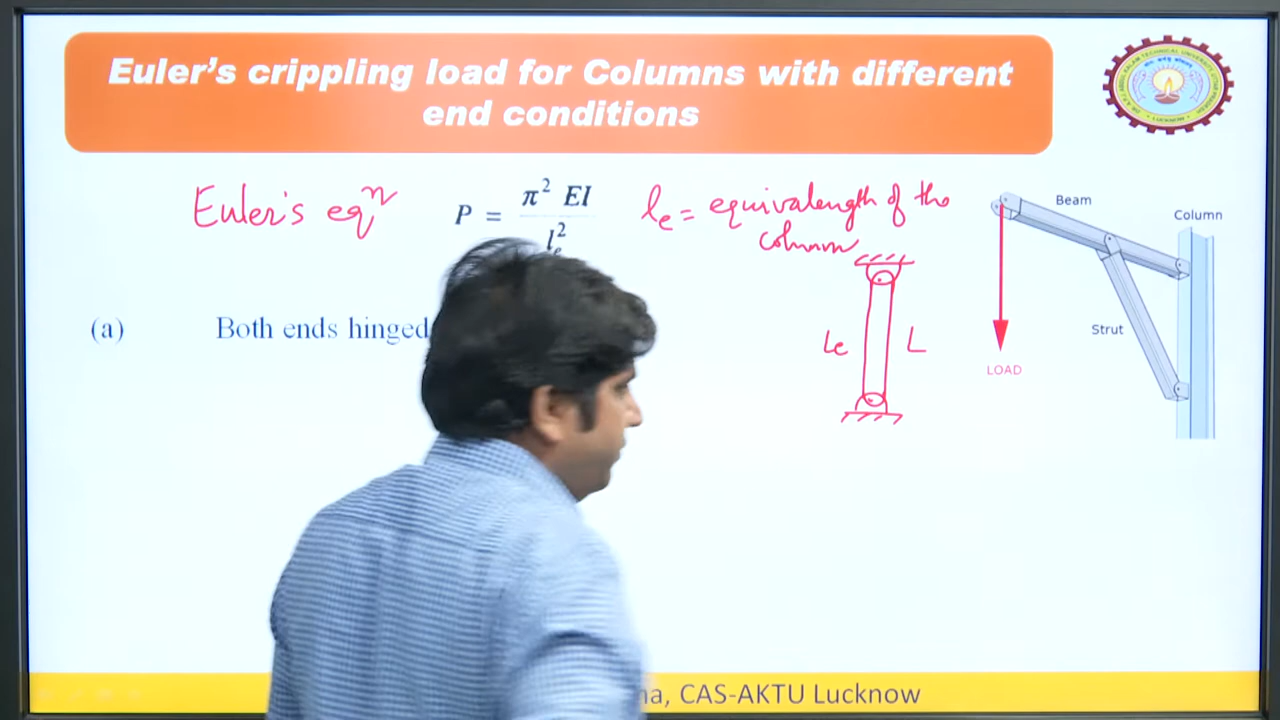 Euler's crippling load for Columns with different
end conditions
Euler's eqⁿ
P = π² EI / lₑ²
lₑ = equivalength of the
column
Beam
Column
(a) Both ends hinged
Le
L
Strut
LOAD
CAS-AKTU Lucknow